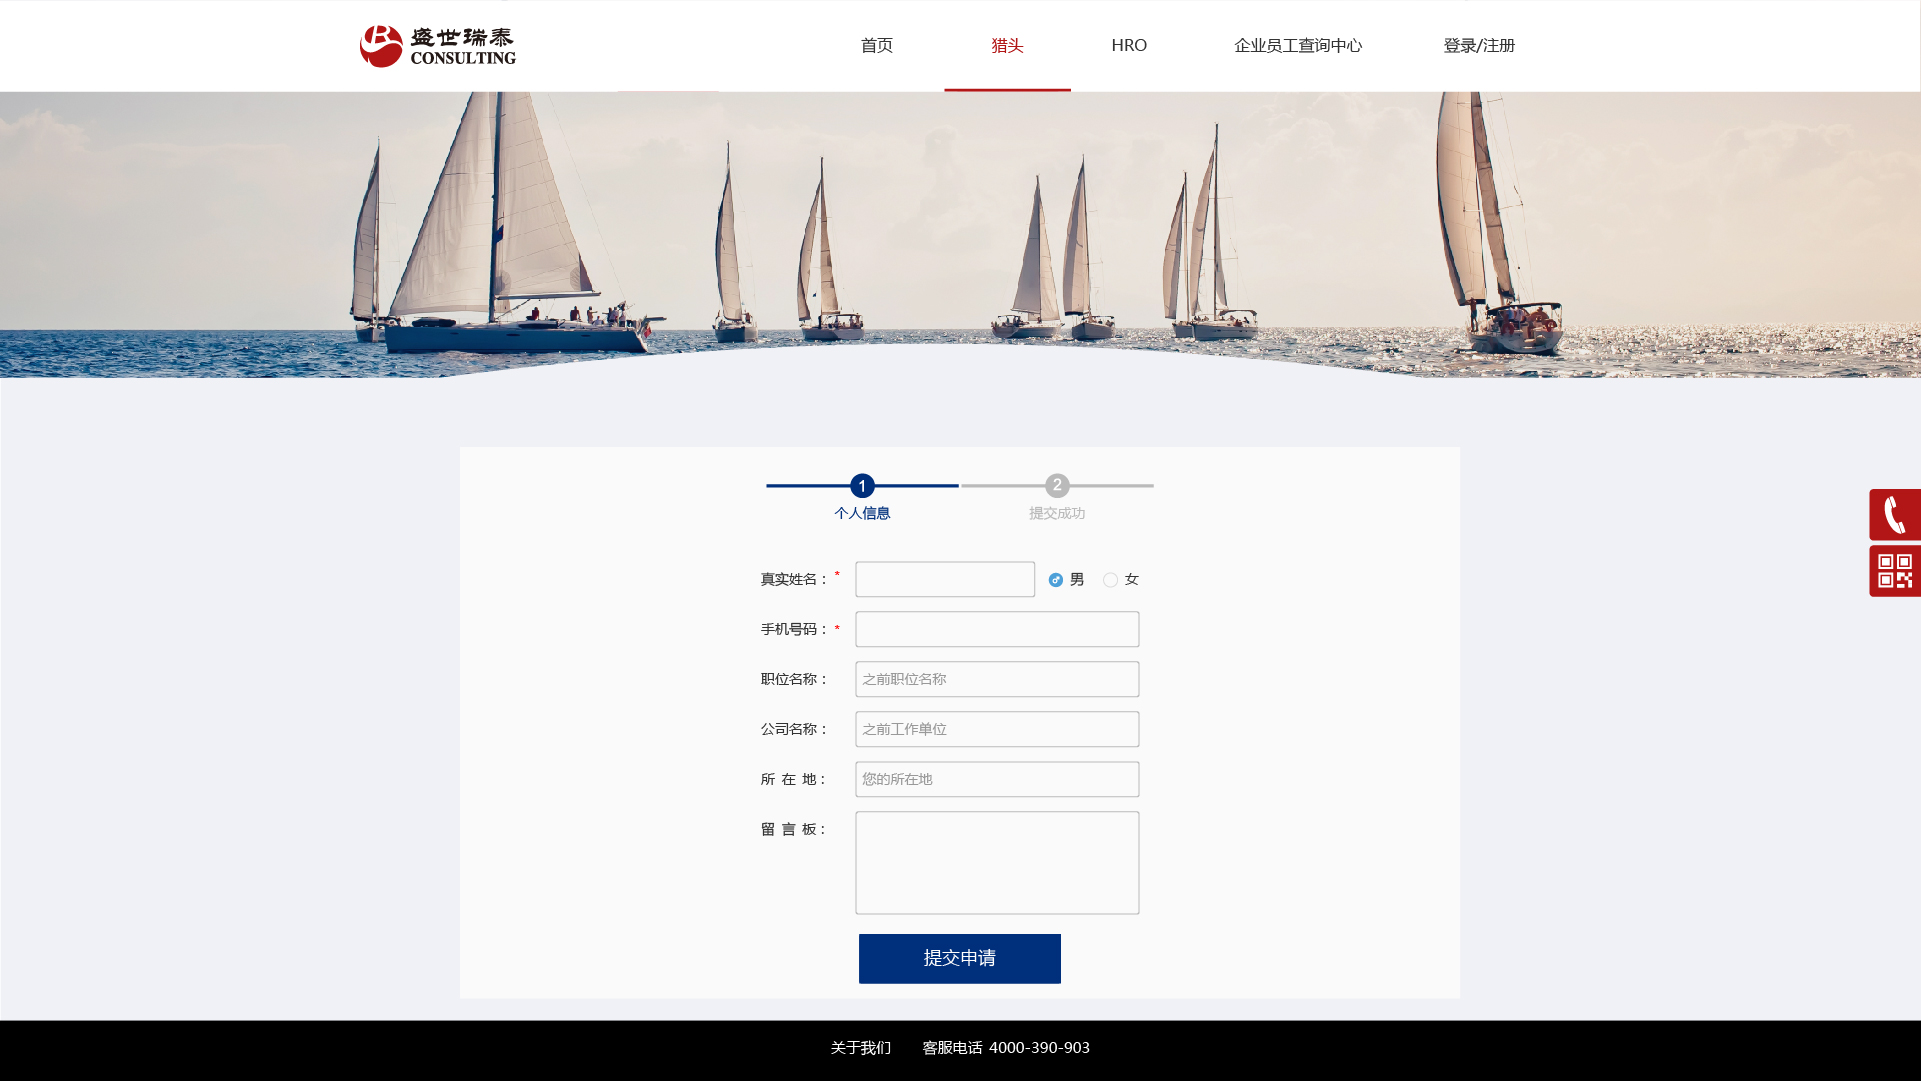 盛世瑞泰
CONSULTING
首页
猎头
HRO
企业员工查询中心
登录/注册
1
2
个人信息
提交成功
真实姓名：*
男
女
手机号码：*
职位名称：
之前职位名称
公司名称：
之前工作单位
所 在 地：
您的所在地
留 言 板：
提交申请
关于我们
客服电话 4000-390-903